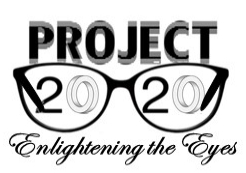 PROJECT
2020
Enlightening the Eyes